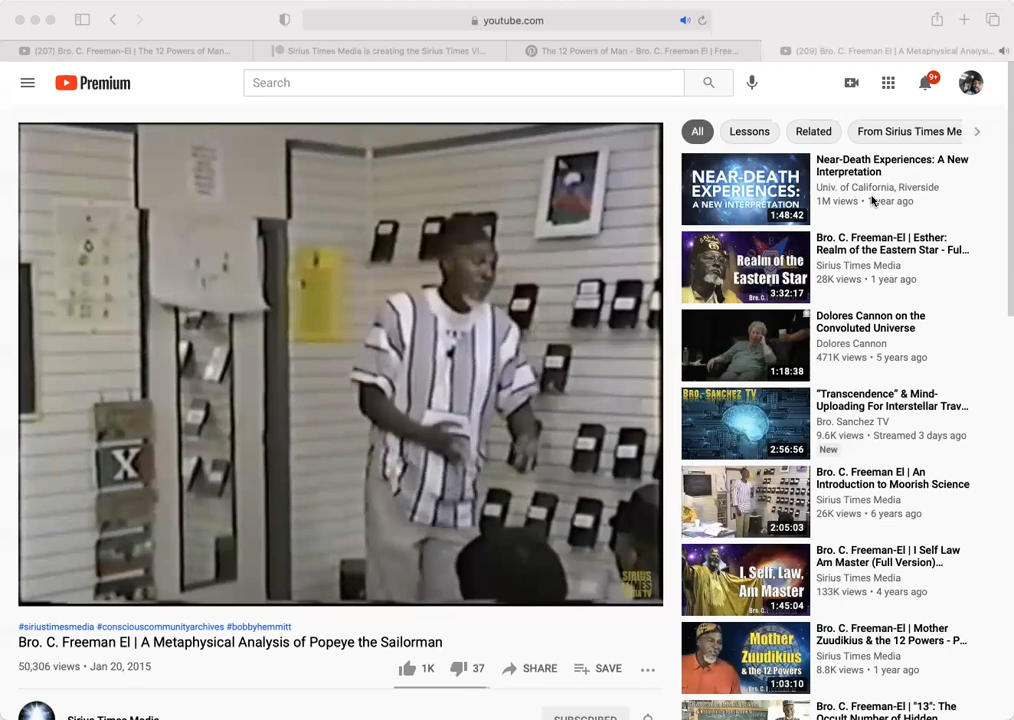 youtube.com
(207) Bro. C. Freeman-El | The 12 Powers of Man...
Sirius Times Media is creating the Sirius Times Vi...
The 12 Powers of Man - Bro. C. Freeman El | Free...
(209) Bro. C. Freeman El | A Metaphysical Analysi...
Premium
Search
9+
All
Lessons
Related
From Sirius Times Me
X
SIRIUS
TIMES
MEDIA TV
#siriustimesmedia #consciouscommunityarchives #bobbyhemmitt
Bro. C. Freeman El | A Metaphysical Analysis of Popeye the Sailorman
50,306 views • Jan 20, 2015
1K
37
SHARE
SAVE
Sirius Times Media
SUBSCRIBED
NEAR-DEATH
EXPERIENCES:
A NEW INTERPRETATION
1:48:42
Near-Death Experiences: A New
Interpretation
Univ. of California, Riverside
1M views • 1 year ago
Realm of the
Eastern Star
Bro. C.
3:32:17
Bro. C. Freeman-El | Esther:
Realm of the Eastern Star - Ful...
Sirius Times Media
28K views • 1 year ago
1:18:38
Dolores Cannon on the
Convoluted Universe
Dolores Cannon
471K views • 5 years ago
BRO. SANCHEZ TV
2:56:56
“Transcendence” & Mind-
Uploading For Interstellar Trav...
Bro. Sanchez TV
9.6K views • Streamed 3 days ago
New
2:05:03
Bro. C. Freeman El | An
Introduction to Moorish Science
Sirius Times Media
26K views • 6 years ago
I, Self, Law,
Am Master
1:45:04
Bro. C. Freeman-El | I Self Law
Am Master (Full Version)...
Sirius Times Media
133K views • 4 years ago
Mother
Zuudikius
& the 12 Powers
1:03:10
Bro. C. Freeman-El | Mother
Zuudikius & the 12 Powers - P...
Sirius Times Media
8.8K views • 1 year ago
Bro. C. Freeman-El | "13": The
Occult Number of Hidden